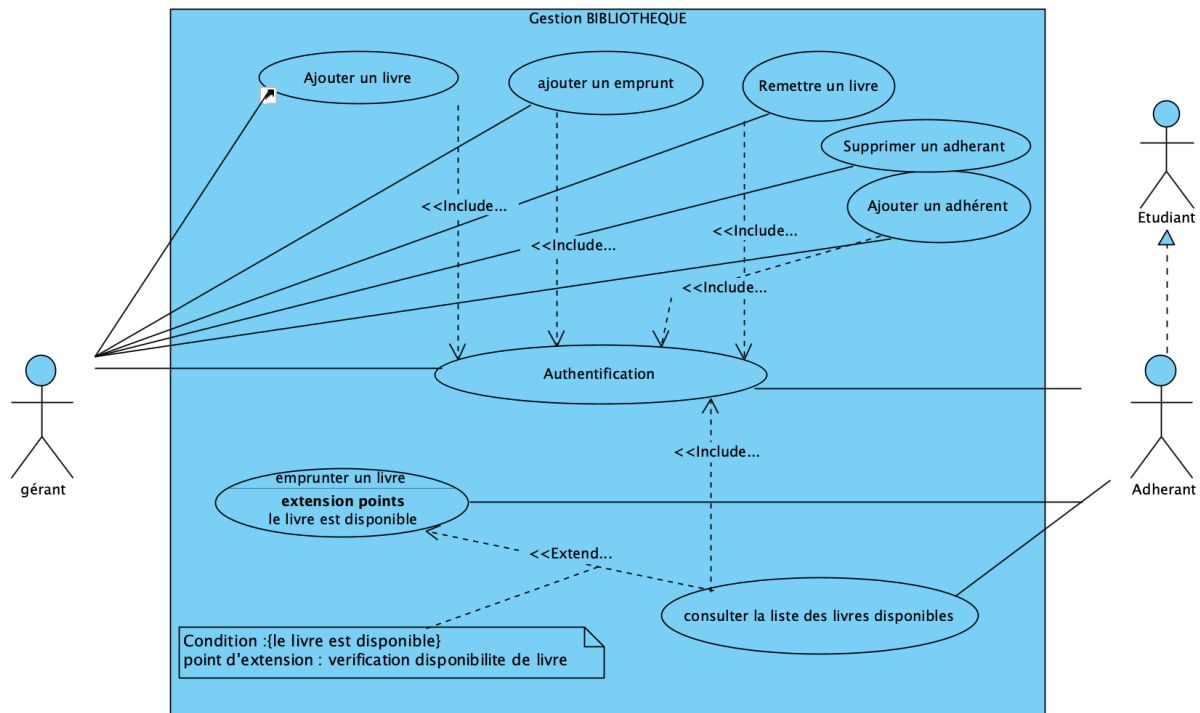 Gestion BIBLIOTHEQUE
Ajouter un livre
ajouter un emprunt
Remettre un livre
Supprimer un adherant
Ajouter un adhérent
<<Include...
<<Include...
<<Include...
<<Include...
Etudiant
Authentification
gérant
Adherant
<<Include...
emprunter un livre
extension points
le livre est disponible
<<Extend...
consulter la liste des livres disponibles
Condition :{le livre est disponible}
point d'extension : verification disponibilite de livre